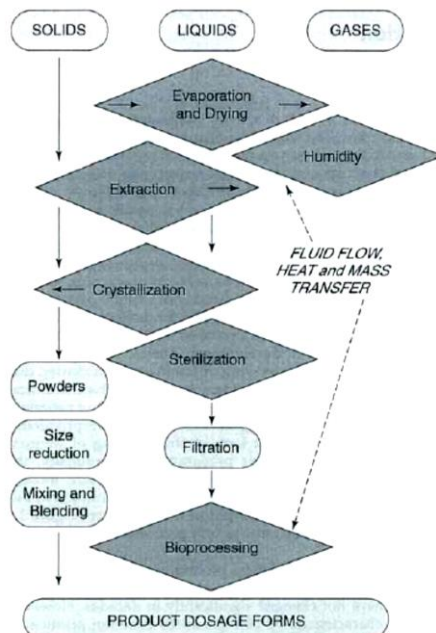 SOLIDS
LIQUIDS
GASES
Evaporation
and Drying
Humidity
Extraction
FLUID FLOW,
HEAT and MASS
TRANSFER
Crystallization
Sterilization
Powders
Size
reduction
Filtration
Mixing and
Blending
Bioprocessing
PRODUCT DOSAGE FORMS